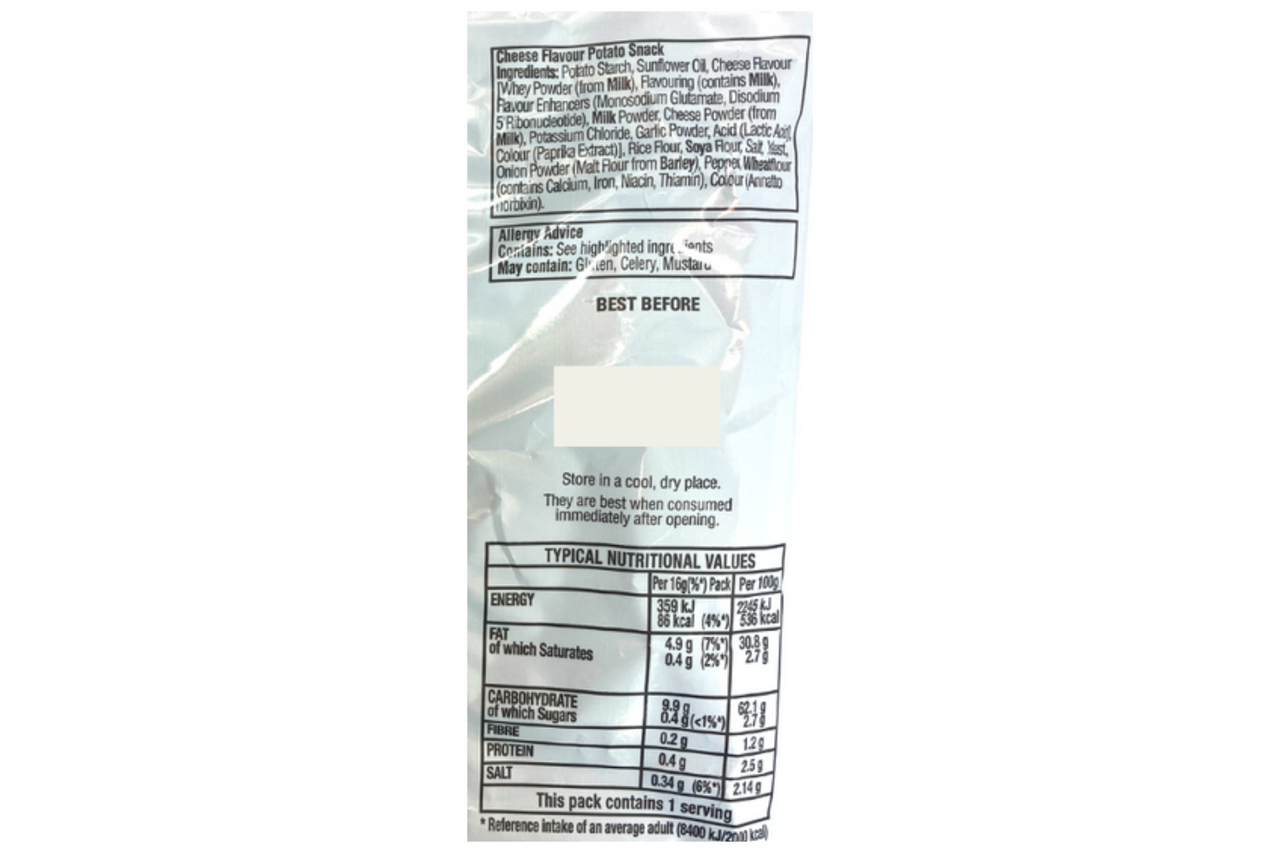 Cheese Flavour Potato Snack
Ingredients: Potato Starch, Sunflower Oil, Cheese Flavour
[Whey Powder (from Milk), Flavouring (contains Milk),
Flavour Enhancers (Monosodium Glutamate, Disodium
5'Ribonucleotide), Milk Powder, Cheese Powder (from
Milk), Potassium Chloride, Garlic Powder, Acid (Lactic Acid),
Colour (Paprika Extract)], Rice Flour, Soya Flour, Salt, Yeast,
Onion Powder (Malt Flour from Barley), Pepper, Wheatflour
(contains Calcium, Iron, Niacin, Thiamin), Colour (Annatto
norbixin).
Allergy Advice
Contains: See highlighted ingredients
May contain: Gluten, Celery, Mustard
BEST BEFORE
Store in a cool, dry place.
They are best when consumed
immediately after opening.
TYPICAL NUTRITIONAL VALUES
Per 16g(%*) Pack Per 100g
ENERGY 359 kJ 2245 kJ
86 kcal (4%*) 536 kcal
FAT 4.9 g (7%*) 30.8 g
of which Saturates 0.4 g (2%*) 2.7 g
CARBOHYDRATE 9.9 g 62.1 g
of which Sugars 0.4 g (<1%*) 2.7 g
FIBRE 0.2 g 1.2 g
PROTEIN 0.4 g 2.5 g
SALT 0.34 g (6%*) 2.14 g
This pack contains 1 serving
* Reference intake of an average adult (8400 kJ/2000 kcal)